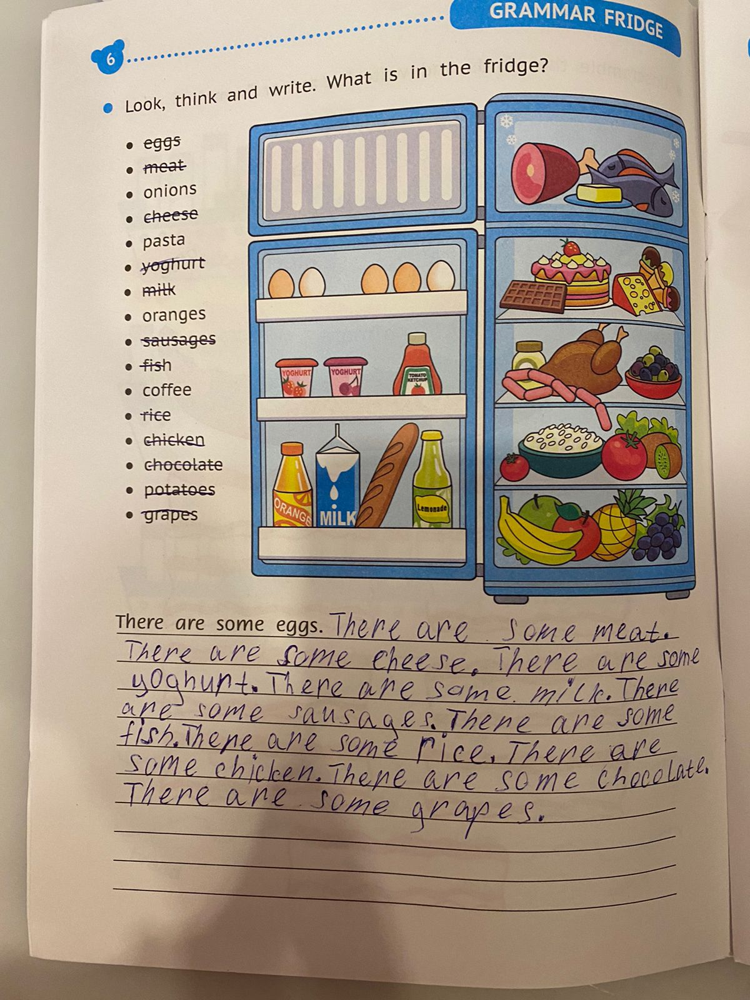 GRAMMAR FRIDGE
6
Look, think and write. What is in the fridge?
eggs
meat
onions
cheese
pasta
yoghurt
milk
oranges
sausages
fish
coffee
rice
chicken
chocolate
potatoes
grapes
YOGHURT
YOGHURT
TOMATO
KETCHUP
ORANGE
MILK
Lemonade
There are some eggs. There are some meat.
There are some cheese. There are some
yoghurt. There are some milk. There
are some sausages. There are some
fish. There are some rice. There are
some chicken. There are some chocolate.
There are some grapes.